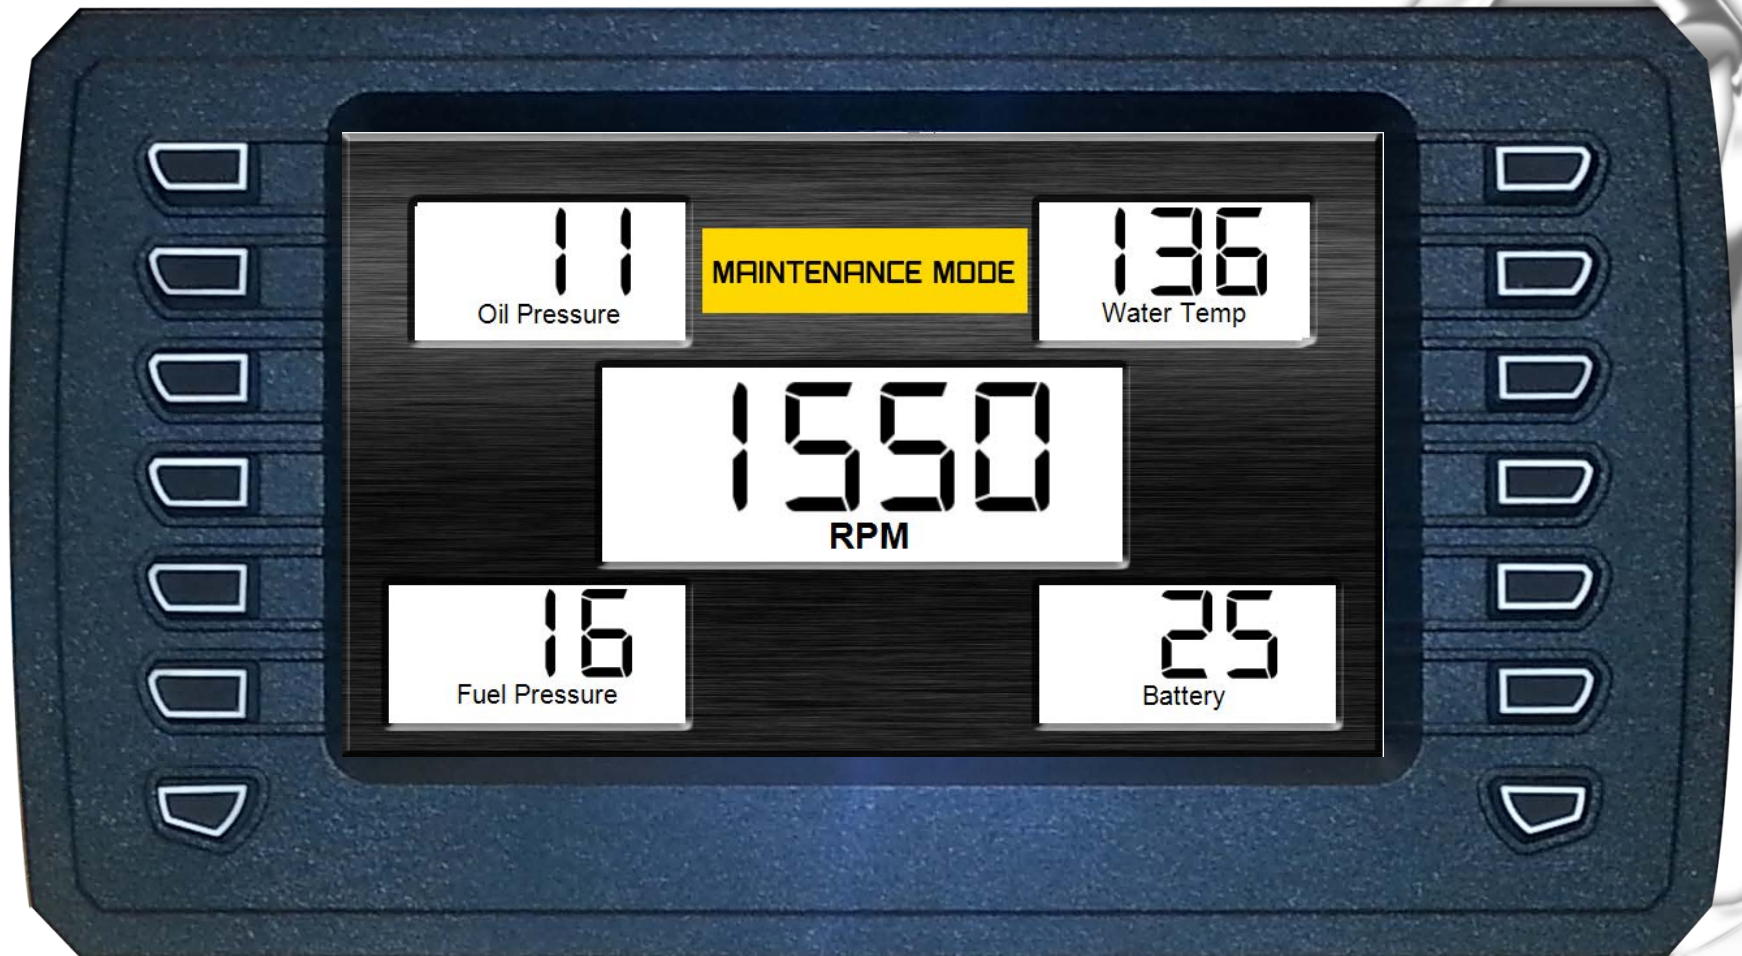 11
Oil Pressure
MAINTENANCE MODE
136
Water Temp
1550
RPM
16
Fuel Pressure
25
Battery